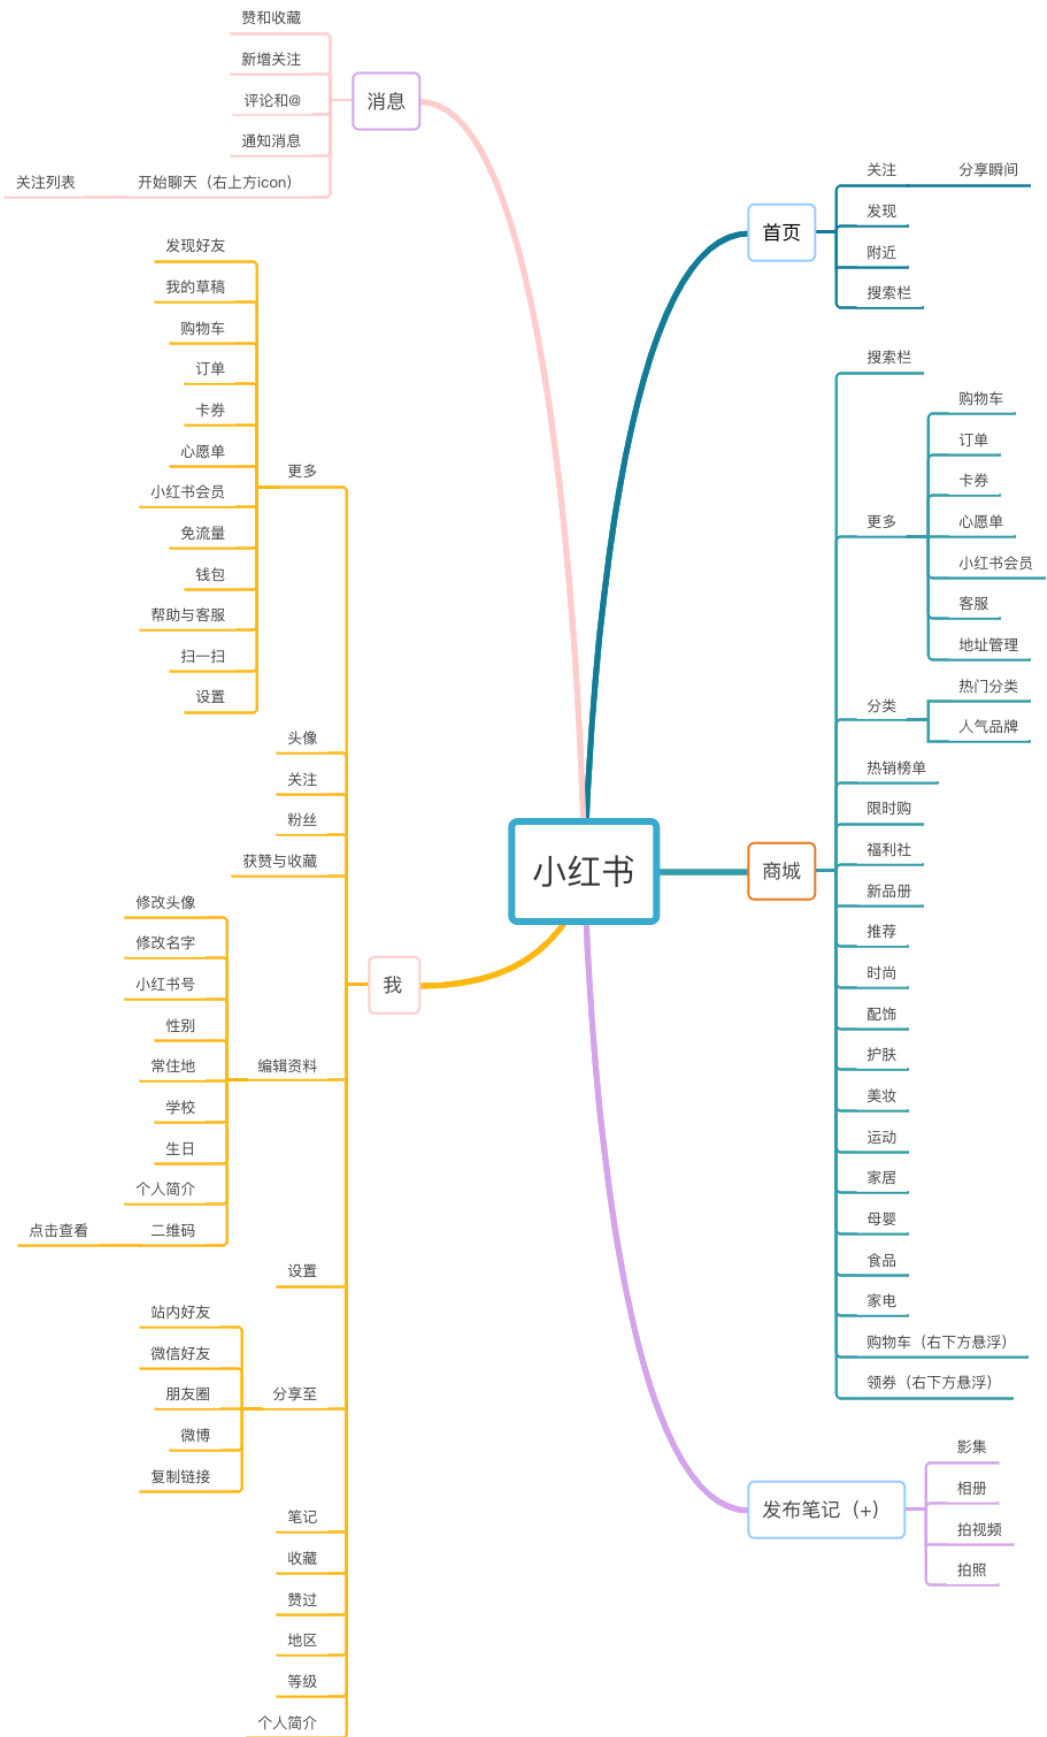 小红书
首页
关注
分享瞬间
发现
附近
搜索栏
商城
搜索栏
更多
购物车
订单
卡券
心愿单
小红书会员
客服
地址管理
分类
热门分类
人气品牌
热销榜单
限时购
福利社
新品册
推荐
时尚
配饰
护肤
美妆
运动
家居
母婴
食品
家电
购物车（右下方悬浮）
领券（右下方悬浮）
发布笔记（+）
影集
相册
拍视频
拍照
消息
赞和收藏
新增关注
评论和@
通知消息
开始聊天（右上方icon）
关注列表
我
更多
发现好友
我的草稿
购物车
订单
卡券
心愿单
小红书会员
免流量
钱包
帮助与客服
扫一扫
设置
头像
关注
粉丝
获赞与收藏
编辑资料
修改头像
修改名字
小红书号
性别
常住地
学校
生日
个人简介
二维码
点击查看
设置
分享至
站内好友
微信好友
朋友圈
微博
复制链接
笔记
收藏
赞过
地区
等级
个人简介